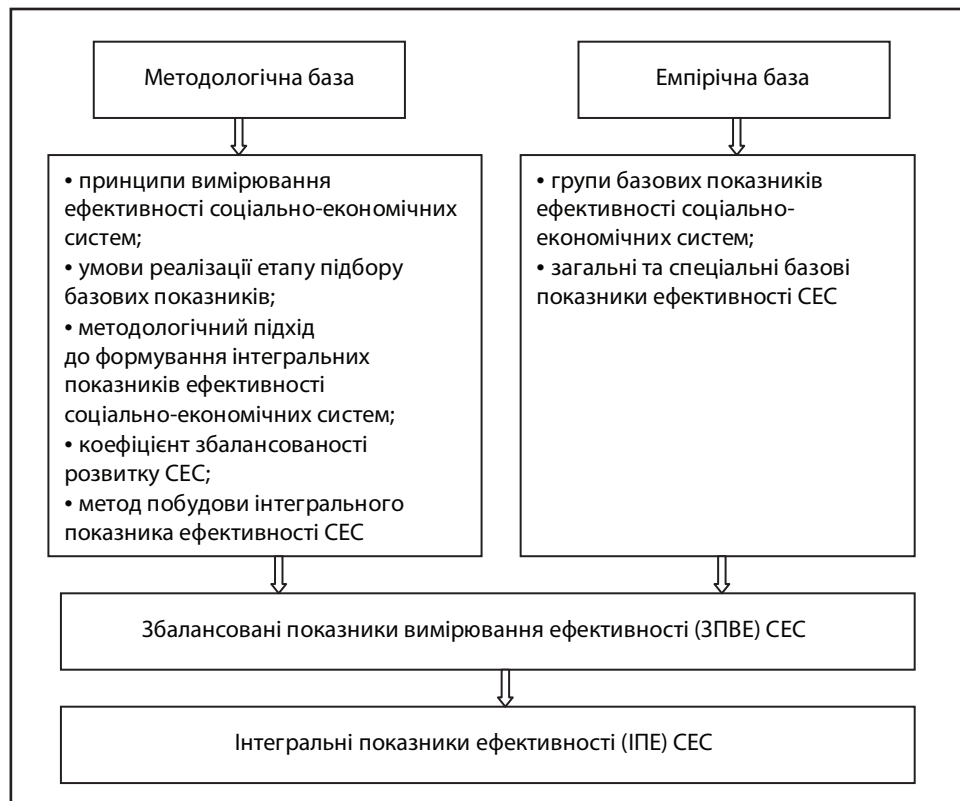 Методологічна база
Емпірична база
• принципи вимірювання
ефективності соціально-економічних
систем;
• умови реалізації етапу підбору
базових показників;
• методологічний підхід
до формування інтегральних
показників ефективності
соціально-економічних систем;
• коефіцієнт збалансованості
розвитку СЕС;
• метод побудови інтегрального
показника ефективності СЕС
• групи базових показників
ефективності соціально-
економічних систем;
• загальні та спеціальні базові
показники ефективності СЕС
Збалансовані показники вимірювання ефективності (ЗПВЕ) СЕС
Інтегральні показники ефективності (ІПЕ) СЕС